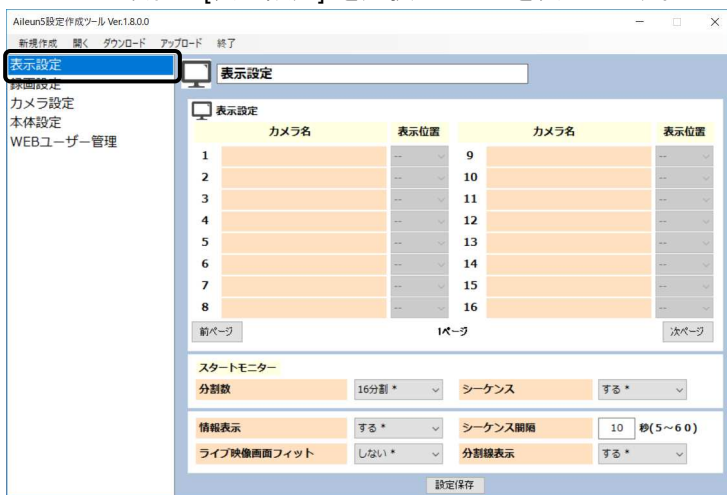 Aileun5設定作成ツール Ver.1.8.0.0
新規作成 開く ダウンロード アップロード 終了
表示設定
録画設定
カメラ設定
本体設定
WEBユーザー管理
表示設定
表示設定
カメラ名 表示位置 カメラ名 表示位置
1 -- 9 --
2 -- 10 --
3 -- 11 --
4 -- 12 --
5 -- 13 --
6 -- 14 --
7 -- 15 --
8 -- 16 --
前ページ 1ページ 次ページ
スタートモニター
分割数 16分割 * シーケンス する *
情報表示 する * シーケンス間隔 10 秒(5~60)
ライブ映像画面フィット しない * 分割線表示 する *
設定保存